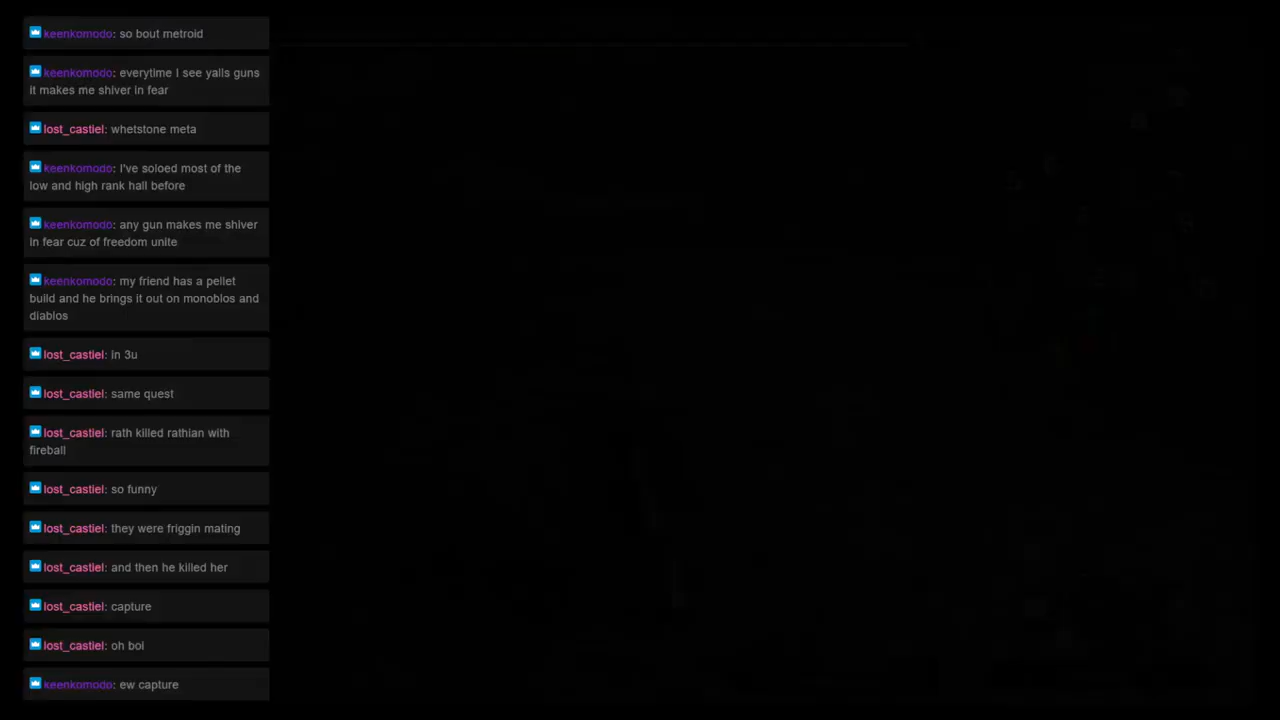 keenkomodo: so bout metroid
keenkomodo: everytime I see yalls guns
it makes me shiver in fear
lost_castiel: whetstone meta
keenkomodo: I've soloed most of the
low and high rank hall before
keenkomodo: any gun makes me shiver
in fear cuz of freedom unite
keenkomodo: my friend has a pellet
build and he brings it out on monoblos and
diablos
lost_castiel: in 3u
lost_castiel: same quest
lost_castiel: rath killed rathian with
fireball
lost_castiel: so funny
lost_castiel: they were friggin mating
lost_castiel: and then he killed her
lost_castiel: capture
lost_castiel: oh boi
keenkomodo: ew capture